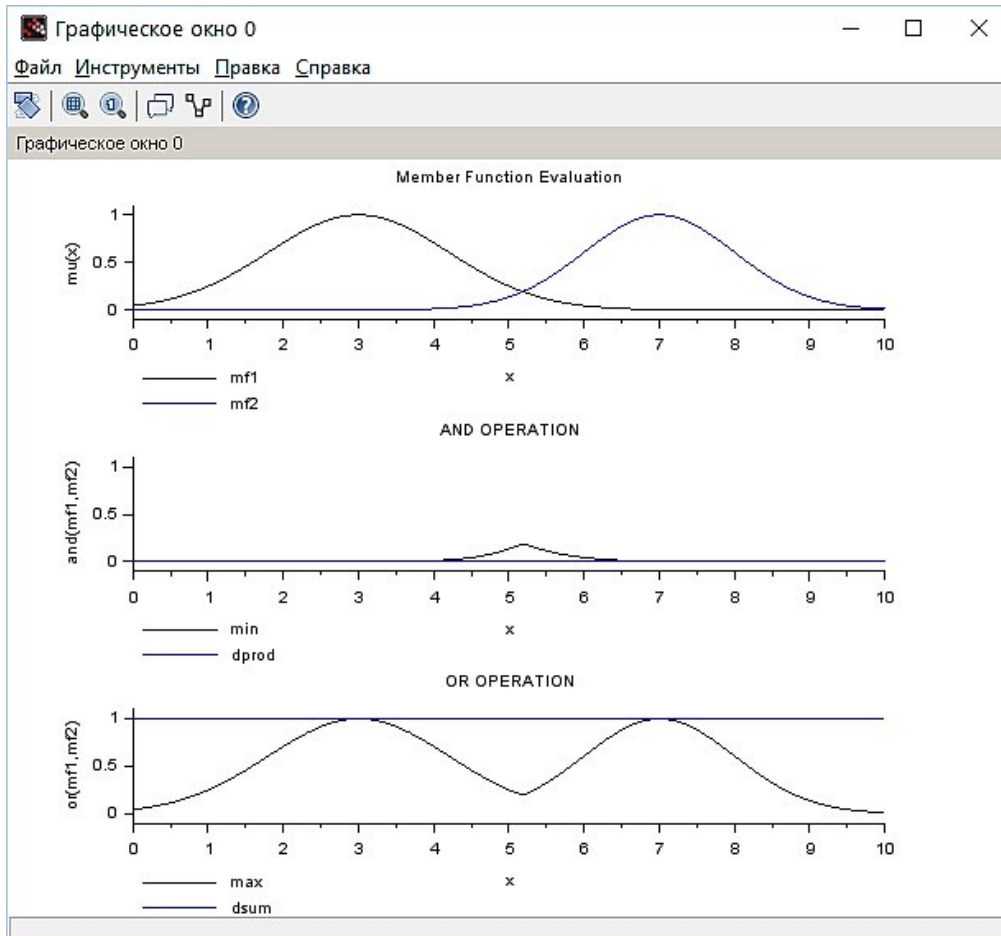 Графическое окно 0
Файл Инструменты Правка Справка
Графическое окно 0
Member Function Evaluation
mu(x)
1
0.5
0
0 1 2 3 4 5 6 7 8 9 10
x
mf1
mf2
AND OPERATION
and(mf1,mf2)
1
0.5
0
0 1 2 3 4 5 6 7 8 9 10
x
min
dprod
OR OPERATION
or(mf1,mf2)
1
0.5
0
0 1 2 3 4 5 6 7 8 9 10
x
max
dsum